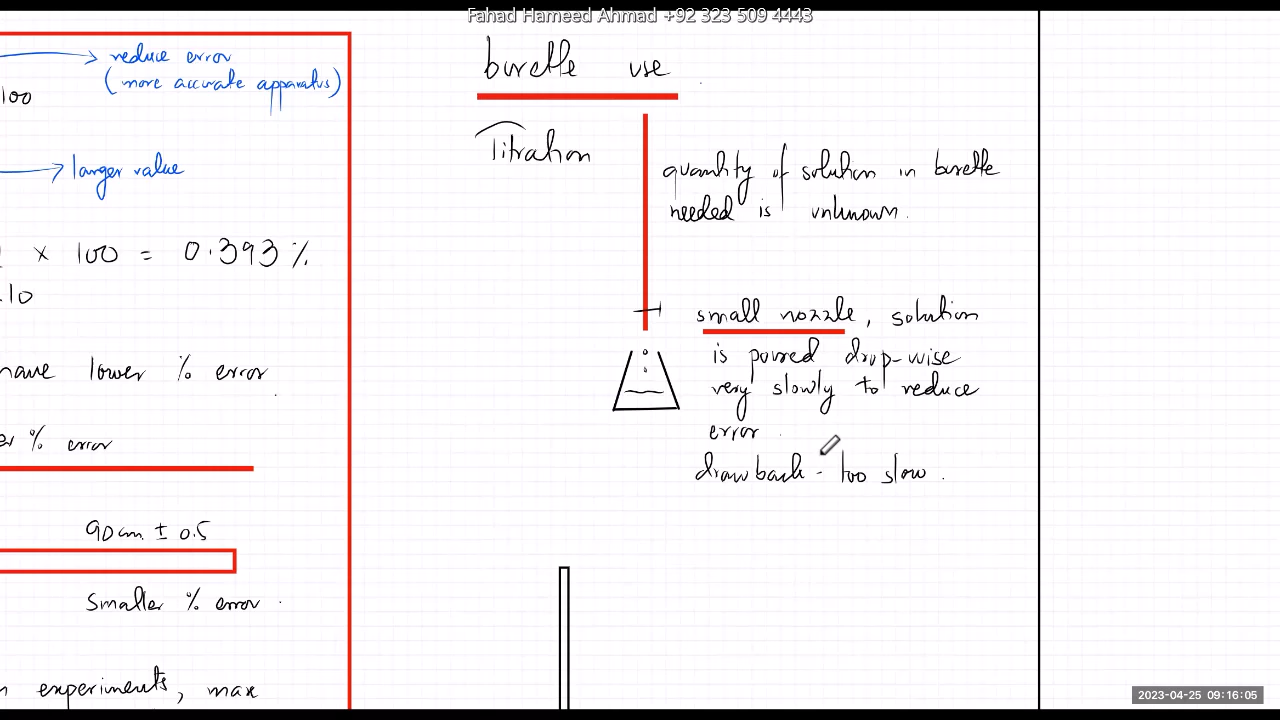 Fahad Hameed Ahmad +92 323 509 4443
reduce error
(more accurate apparatus)
100
larger value
x 100 = 0.393 %
.10
have lower % error
er % error
90 cm ± 0.5
smaller % error
n experiments, max
burette use
Titration
quantity of solution in burette
needed is unknown.
small nozzle, solution
is poured drop-wise
very slowly to reduce
error.
drawback - too slow.
2023-04-25 09:16:05